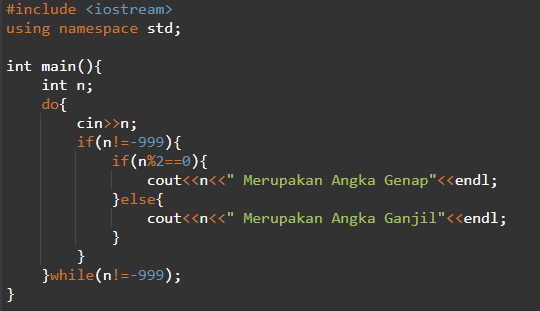 #include <iostream>
using namespace std;
int main(){
int n;
do{
cin>>n;
if(n!=-999){
if(n%2==0){
cout<<n<<" Merupakan Angka Genap"<<endl;
}else{
cout<<n<<" Merupakan Angka Ganjil"<<endl;
}
}
}while(n!=-999);
}